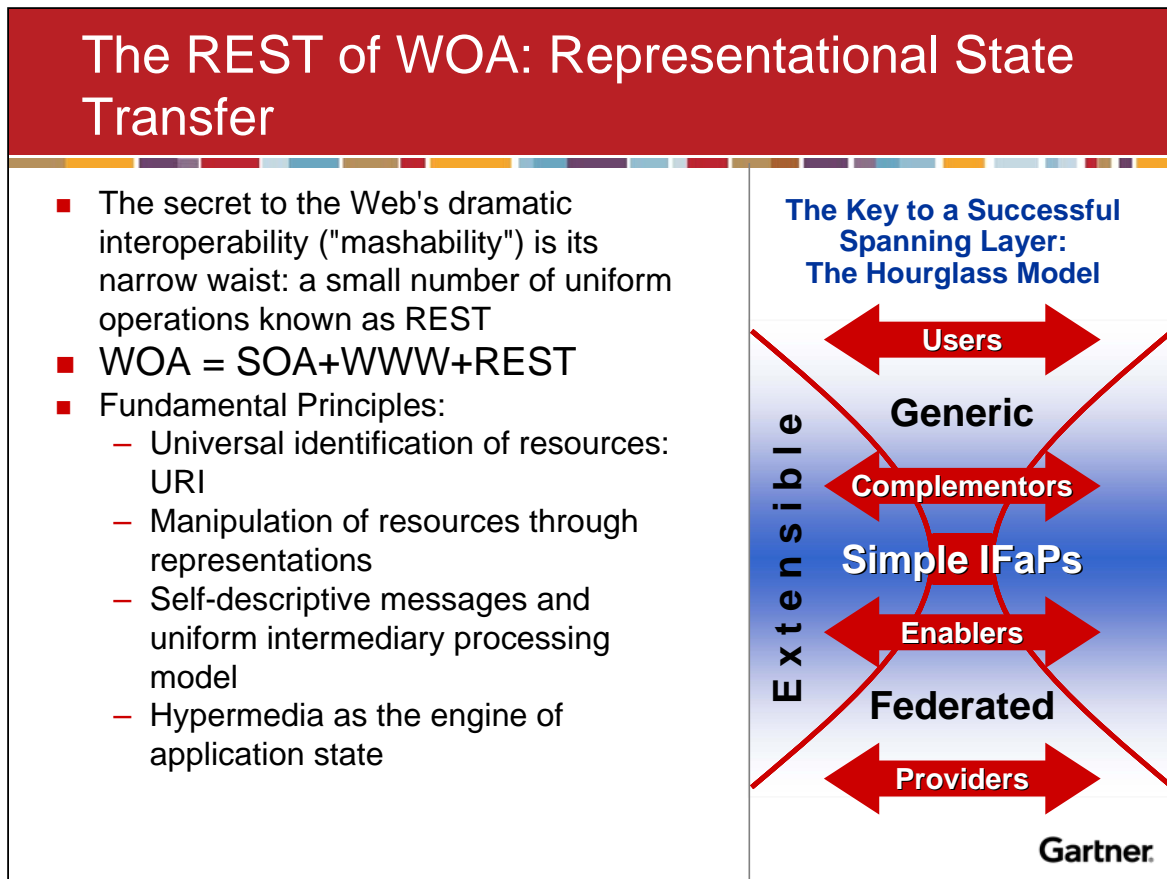 The REST of WOA: Representational State
Transfer
■ The secret to the Web's dramatic
interoperability ("mashability") is its
narrow waist: a small number of uniform
operations known as REST
■ WOA = SOA+WWW+REST
■ Fundamental Principles:
– Universal identification of resources:
URI
– Manipulation of resources through
representations
– Self-descriptive messages and
uniform intermediary processing
model
– Hypermedia as the engine of
application state
The Key to a Successful
Spanning Layer:
The Hourglass Model
Users
Generic
Extensible
Complementors
Simple IFaPs
Enablers
Federated
Providers
Gartner.